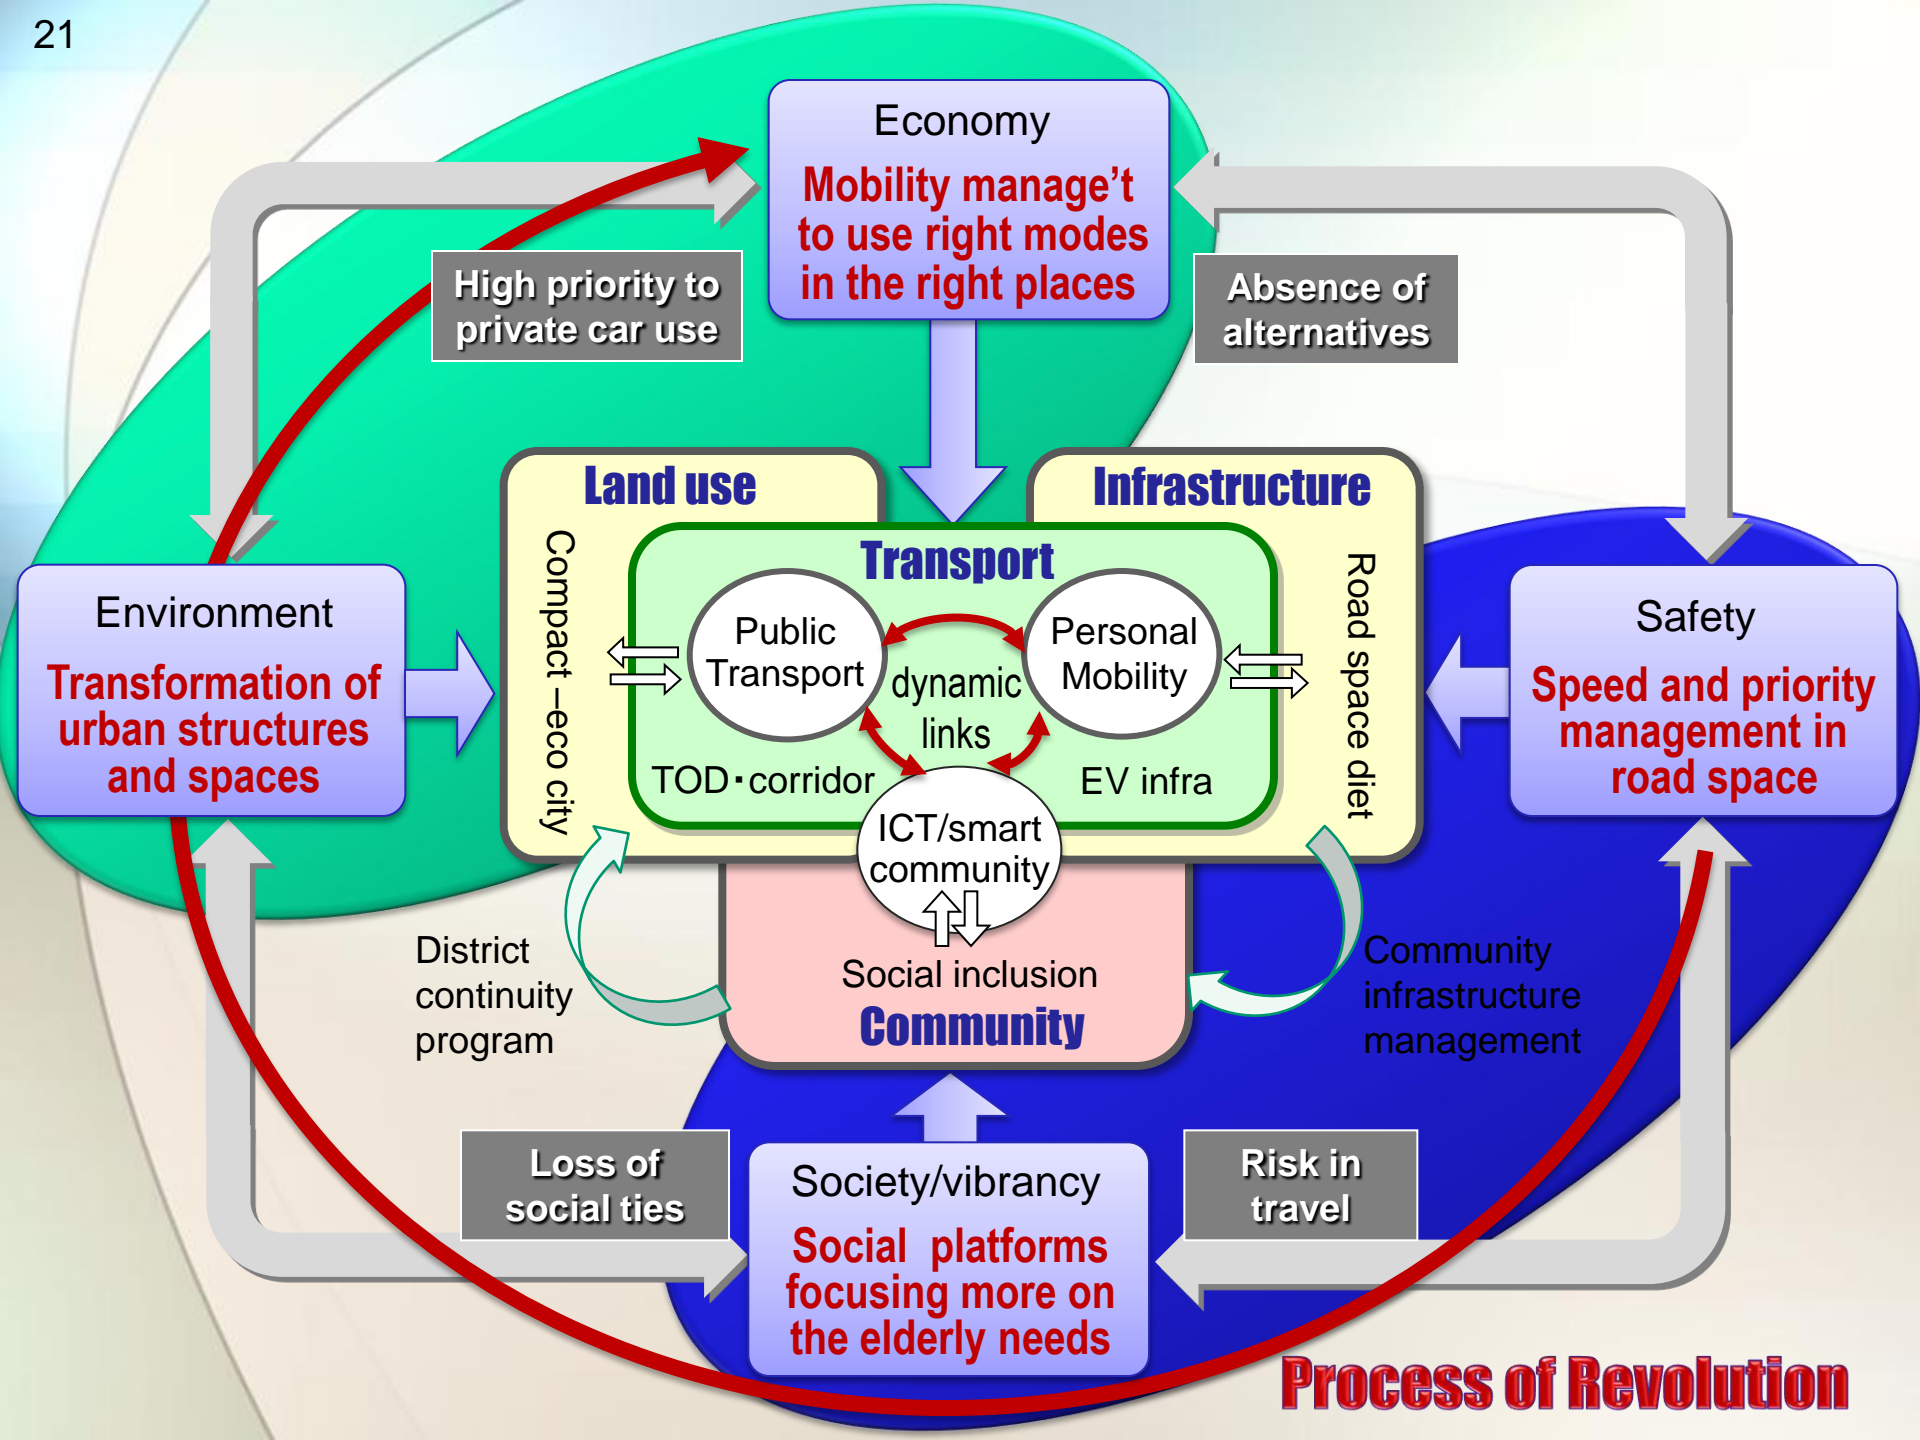 21
Economy
Mobility manage’t
to use right modes
in the right places
High priority to
private car use
Absence of
alternatives
Land use
Infrastructure
Compact –eco city
Transport
Road space diet
Public
Transport
Personal
Mobility
dynamic
links
TOD・corridor
EV infra
ICT/smart
community
Environment
Transformation of
urban structures
and spaces
Safety
Speed and priority
management in
road space
District
continuity
program
Social inclusion
Community
Community
infrastructure
management
Loss of
social ties
Society/vibrancy
Social  platforms
focusing more on
the elderly needs
Risk in
travel
Process of Revolution